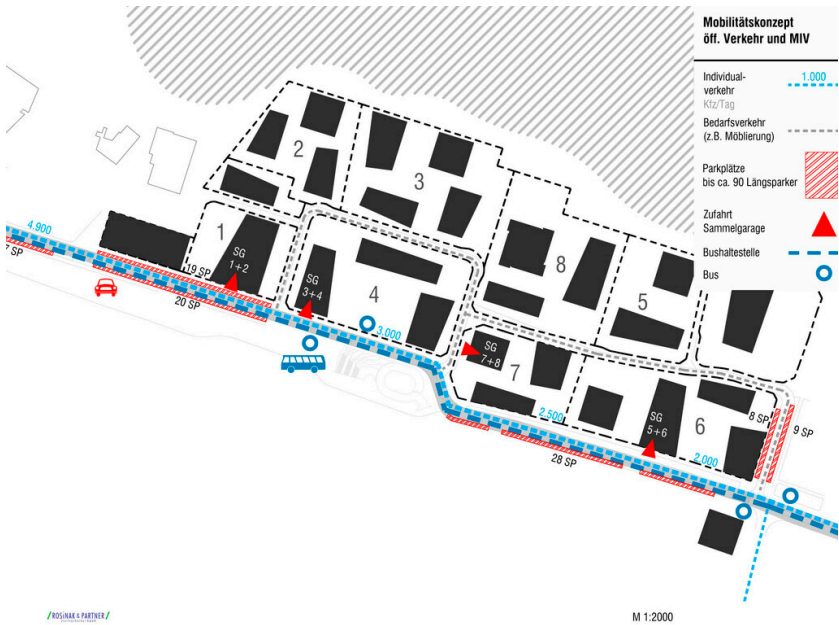 Mobilitätskonzept
öff. Verkehr und MIV
Individual-
verkehr
Kfz/Tag
1.000
Bedarfsverkehr
(z.B. Möblierung)
Parkplätze
bis ca. 90 Längsparker
Zufahrt
Sammelgarage
Bushaltestelle
Bus
2
3
1
8
5
4
7
6
SG
1+2
SG
3+4
SG
7+8
SG
5+6
4.900
7 SP
19 SP
20 SP
3.000
2.500
28 SP
2.000
8 SP
9 SP
ROSINAK & PARTNER
M 1:2000